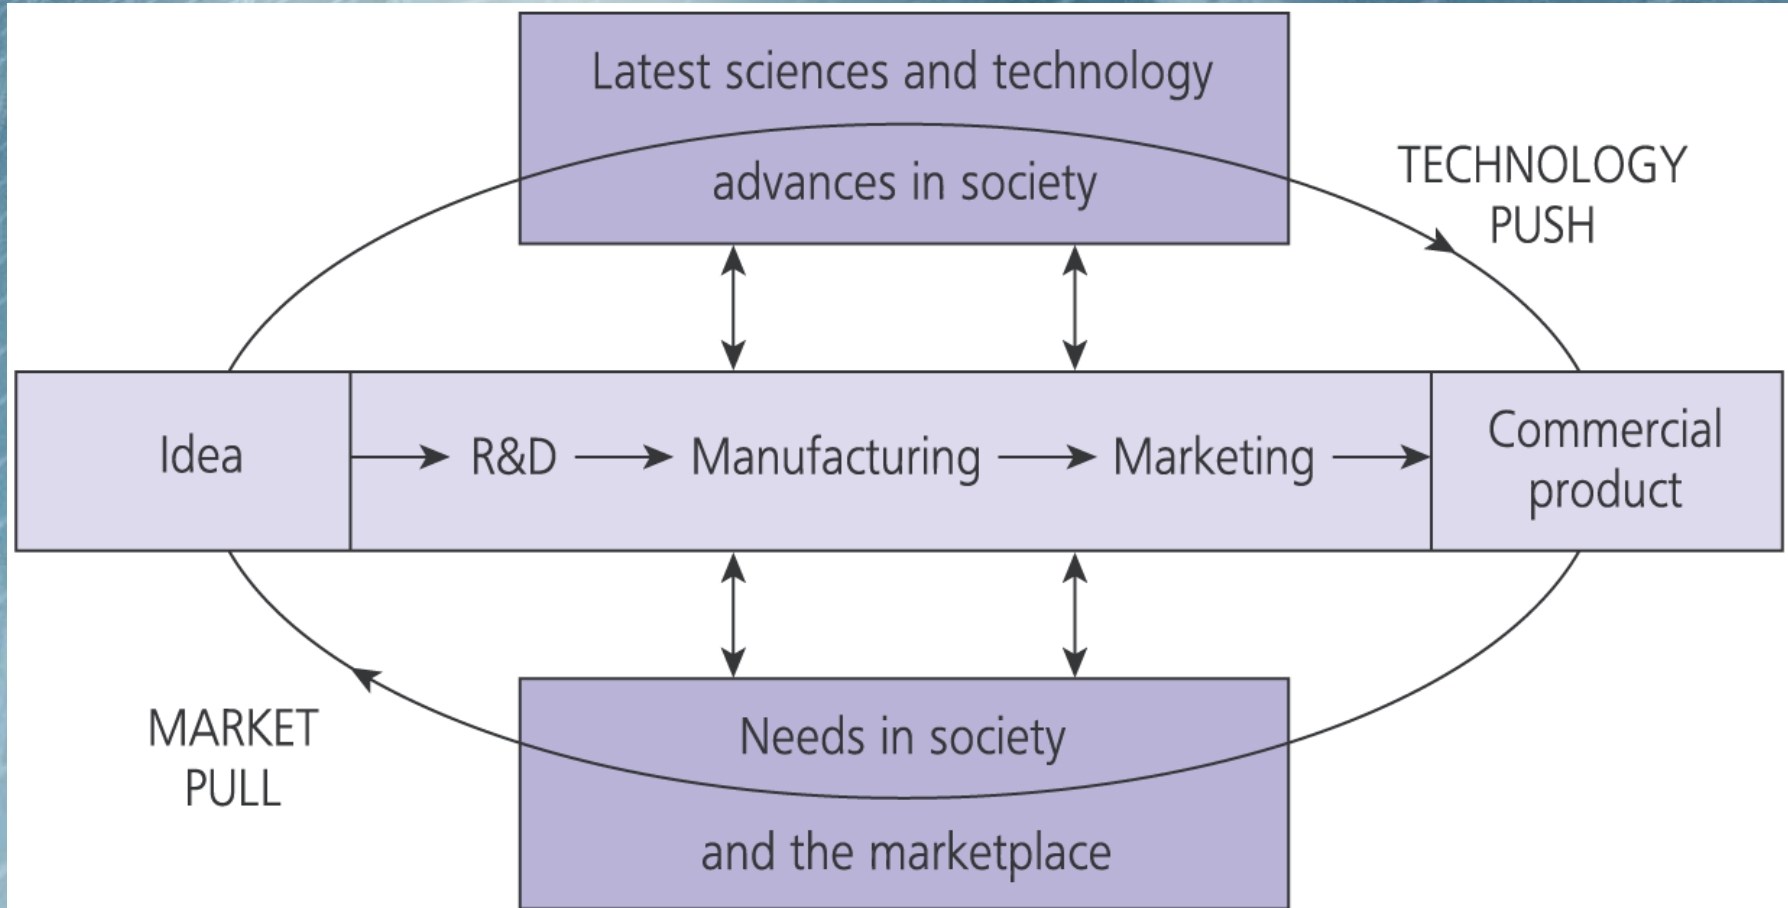 Latest sciences and technology
advances in society
TECHNOLOGY
PUSH
Idea
R&D
Manufacturing
Marketing
Commercial
product
MARKET
PULL
Needs in society
and the marketplace